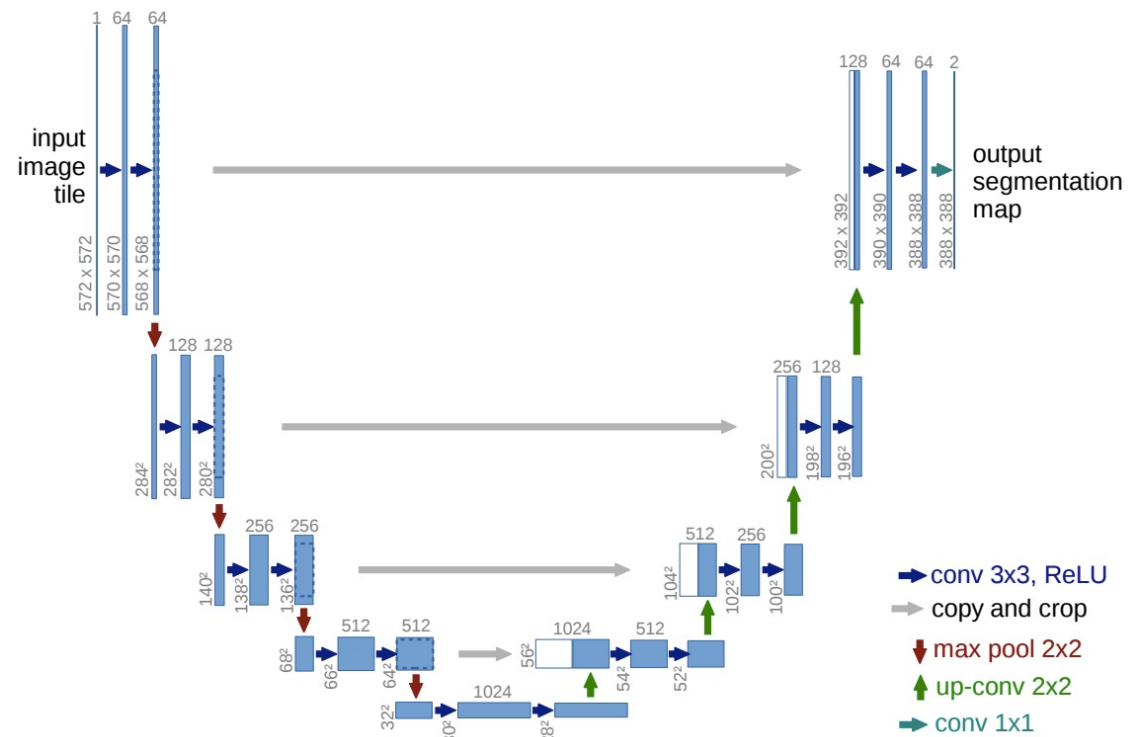 1 64 64
128 64 64 2
input
image
tile
output
segmentation
map
572 x 572
570 x 570
568 x 568
392 x 392
390 x 390
388 x 388
388 x 388
128 128
256 128
284²
282²
280²
200²
198²
196²
256 256
512 256
140²
138²
136²
104²
102²
100²
512 512
1024 512
68²
66²
64²
56²
54²
52²
1024
32²
conv 3x3, ReLU
copy and crop
max pool 2x2
up-conv 2x2
conv 1x1